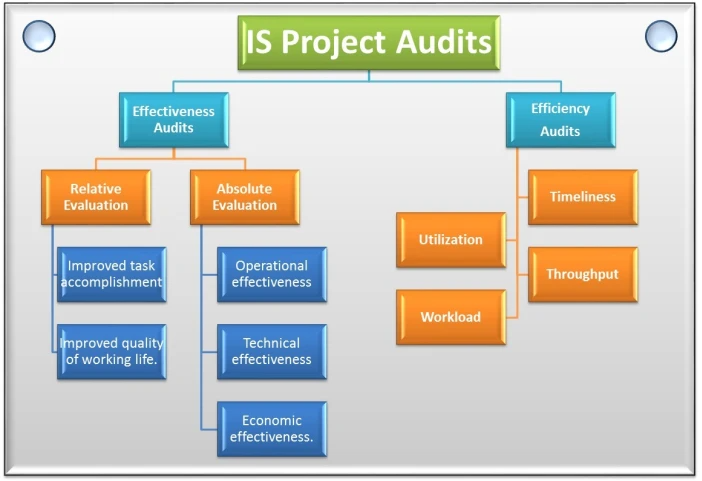 IS Project Audits
Effectiveness
Audits
Efficiency
Audits
Relative
Evaluation
Absolute
Evaluation
Timeliness
Utilization
Improved task
accomplishment
Operational
effectiveness
Throughput
Workload
Improved quality
of working life.
Technical
effectiveness
Economic
effectiveness.